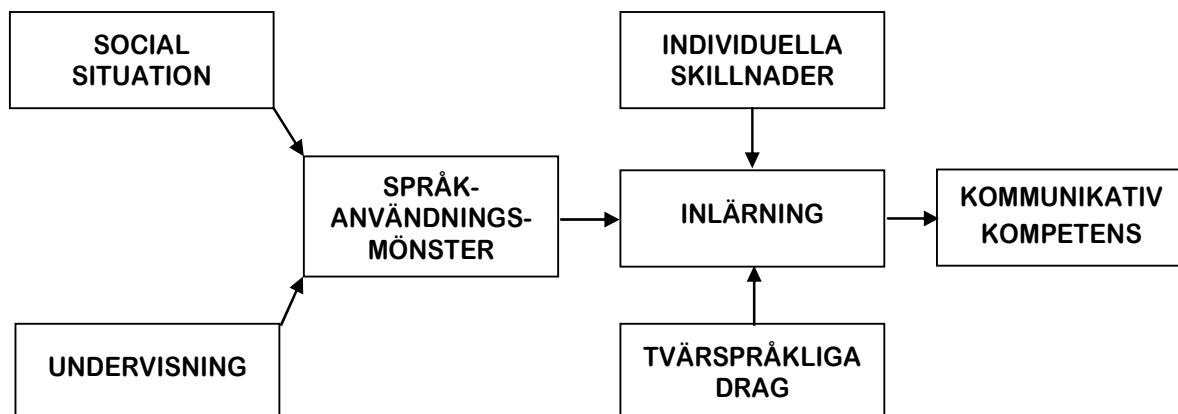 SOCIAL
SITUATION
INDIVIDUELLA
SKILLNADER
SPRÅK-
ANVÄNDNINGS-
MÖNSTER
INLÄRNING
KOMMUNIKATIV
KOMPETENS
UNDERVISNING
TVÄRSPRÅKLIGA
DRAG